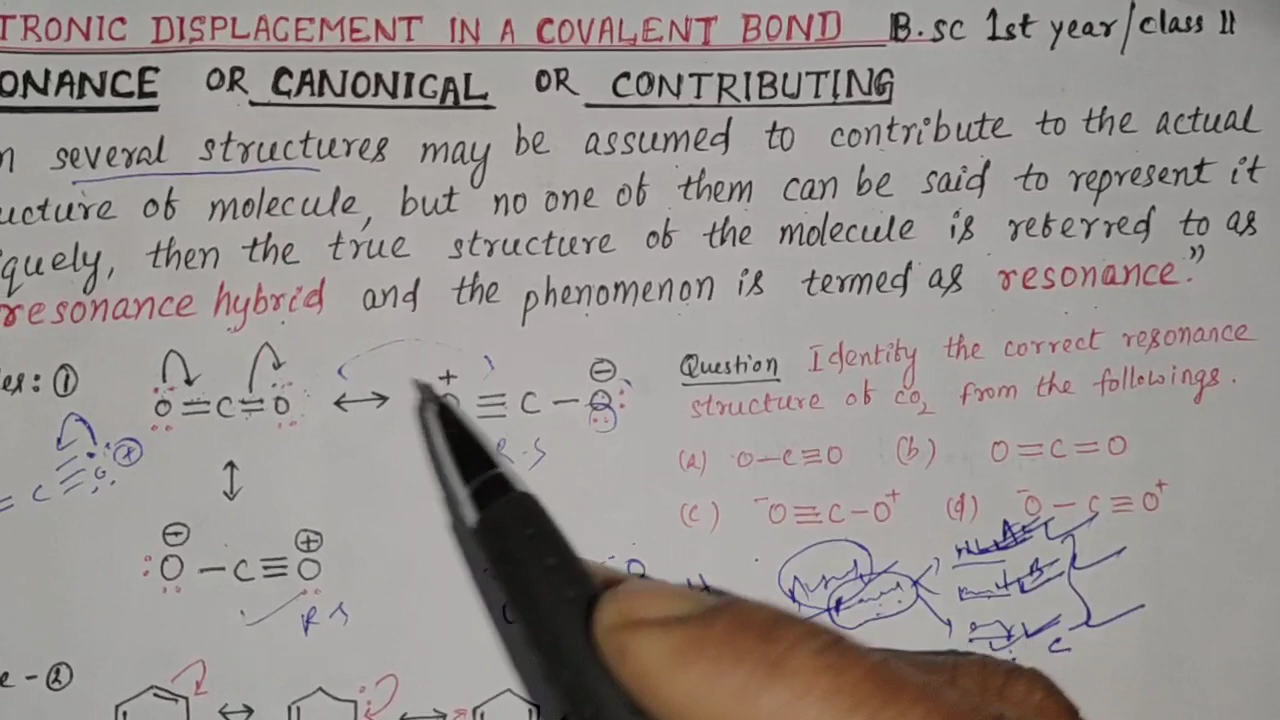 TRONIC DISPLACEMENT IN A COVALENT BOND B.sc 1st year/class 11
ONANCE OR CANONICAL OR CONTRIBUTING
n several structures may be assumed to contribute to the actual
ucture of molecule, but no one of them can be said to represent it
quely, then the true structure of the molecule is referred to as
resonance hybrid and the phenomenon is termed as resonance."
es: ①
:O=C=O: ↔ + O≡C–O: ⊖
R.S
C≡O: ⊕
↕
⊖ :O–C≡O ⊕
R.S
Question Identify the correct resonance
structure of CO2 from the followings.
(a) O–C≡O (b) O=C=O
(c) ⁻O≡C–O⁺ (d) ⁻O–C≡O⁺
e - ②